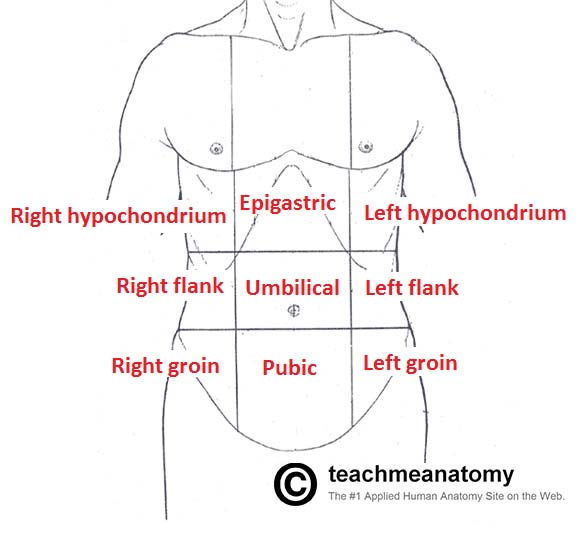 Right hypochondrium
Epigastric
Left hypochondrium
Right flank
Umbilical
Left flank
Right groin
Pubic
Left groin
© teachmeanatomy
The #1 Applied Human Anatomy Site on the Web.